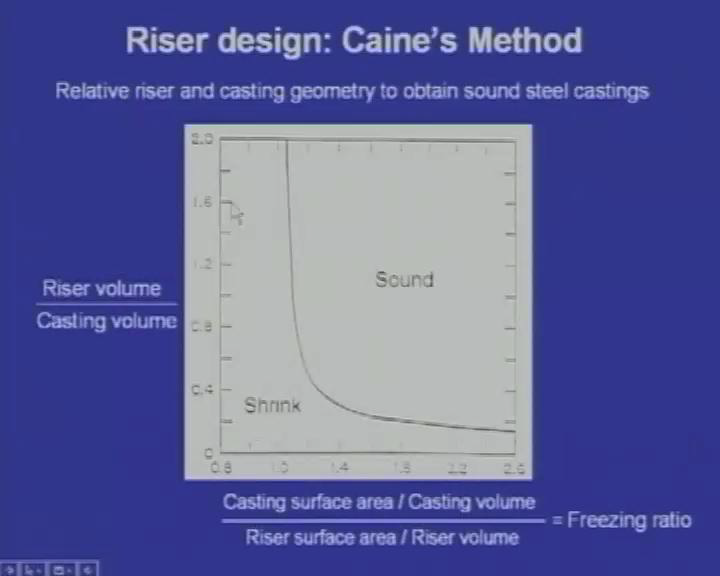 Riser design: Caine's Method
Relative riser and casting geometry to obtain sound steel castings
2.0
1.6
1.2
0.8
0.4
0
Riser volume
Casting volume
Sound
Shrink
0.6 1.0 1.4 1.8 2.2 2.6
Casting surface area / Casting volume
Riser surface area / Riser volume
= Freezing ratio